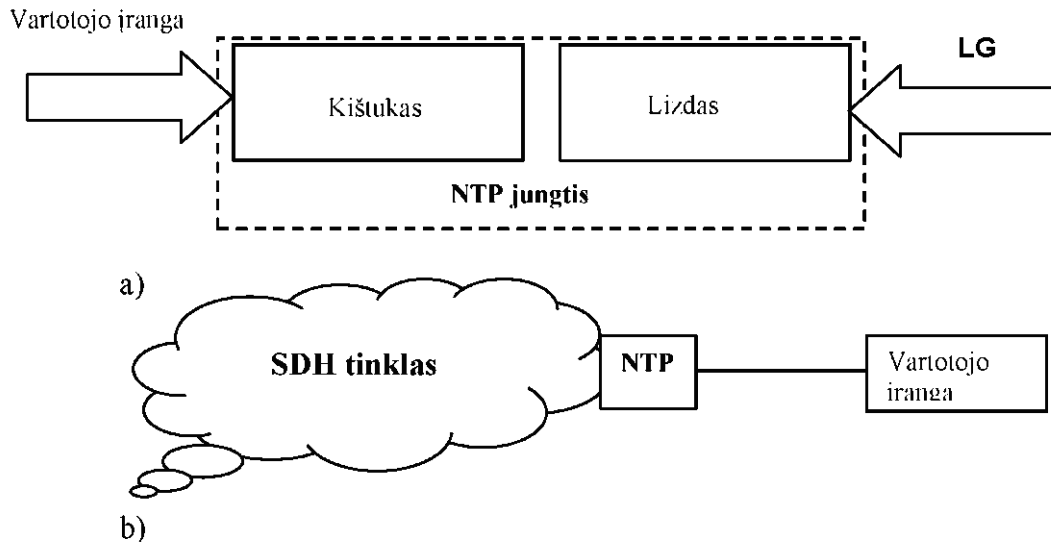 Vartotojo įranga
LG
Kištukas
Lizdas
NTP jungtis
a)
SDH tinklas
NTP
Vartotojo
įranga
b)